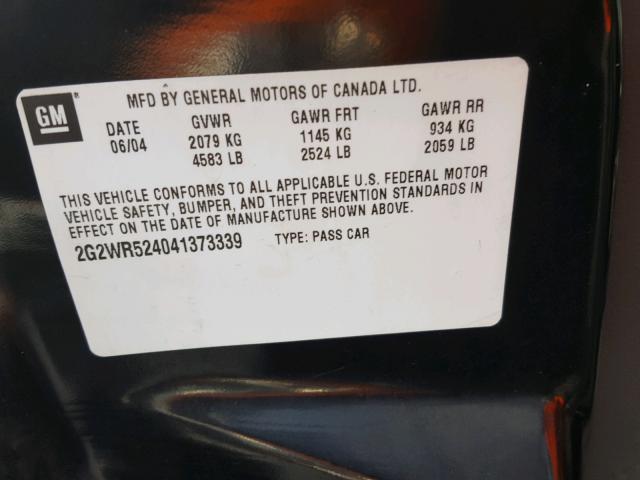 GM®
MFD BY GENERAL MOTORS OF CANADA LTD.
DATE GVWR GAWR FRT GAWR RR
06/04 2079 KG 1145 KG 934 KG
4583 LB 2524 LB 2059 LB
THIS VEHICLE CONFORMS TO ALL APPLICABLE U.S. FEDERAL MOTOR
VEHICLE SAFETY, BUMPER, AND THEFT PREVENTION STANDARDS IN
EFFECT ON THE DATE OF MANUFACTURE SHOWN ABOVE.
2G2WR524041373339 TYPE: PASS CAR